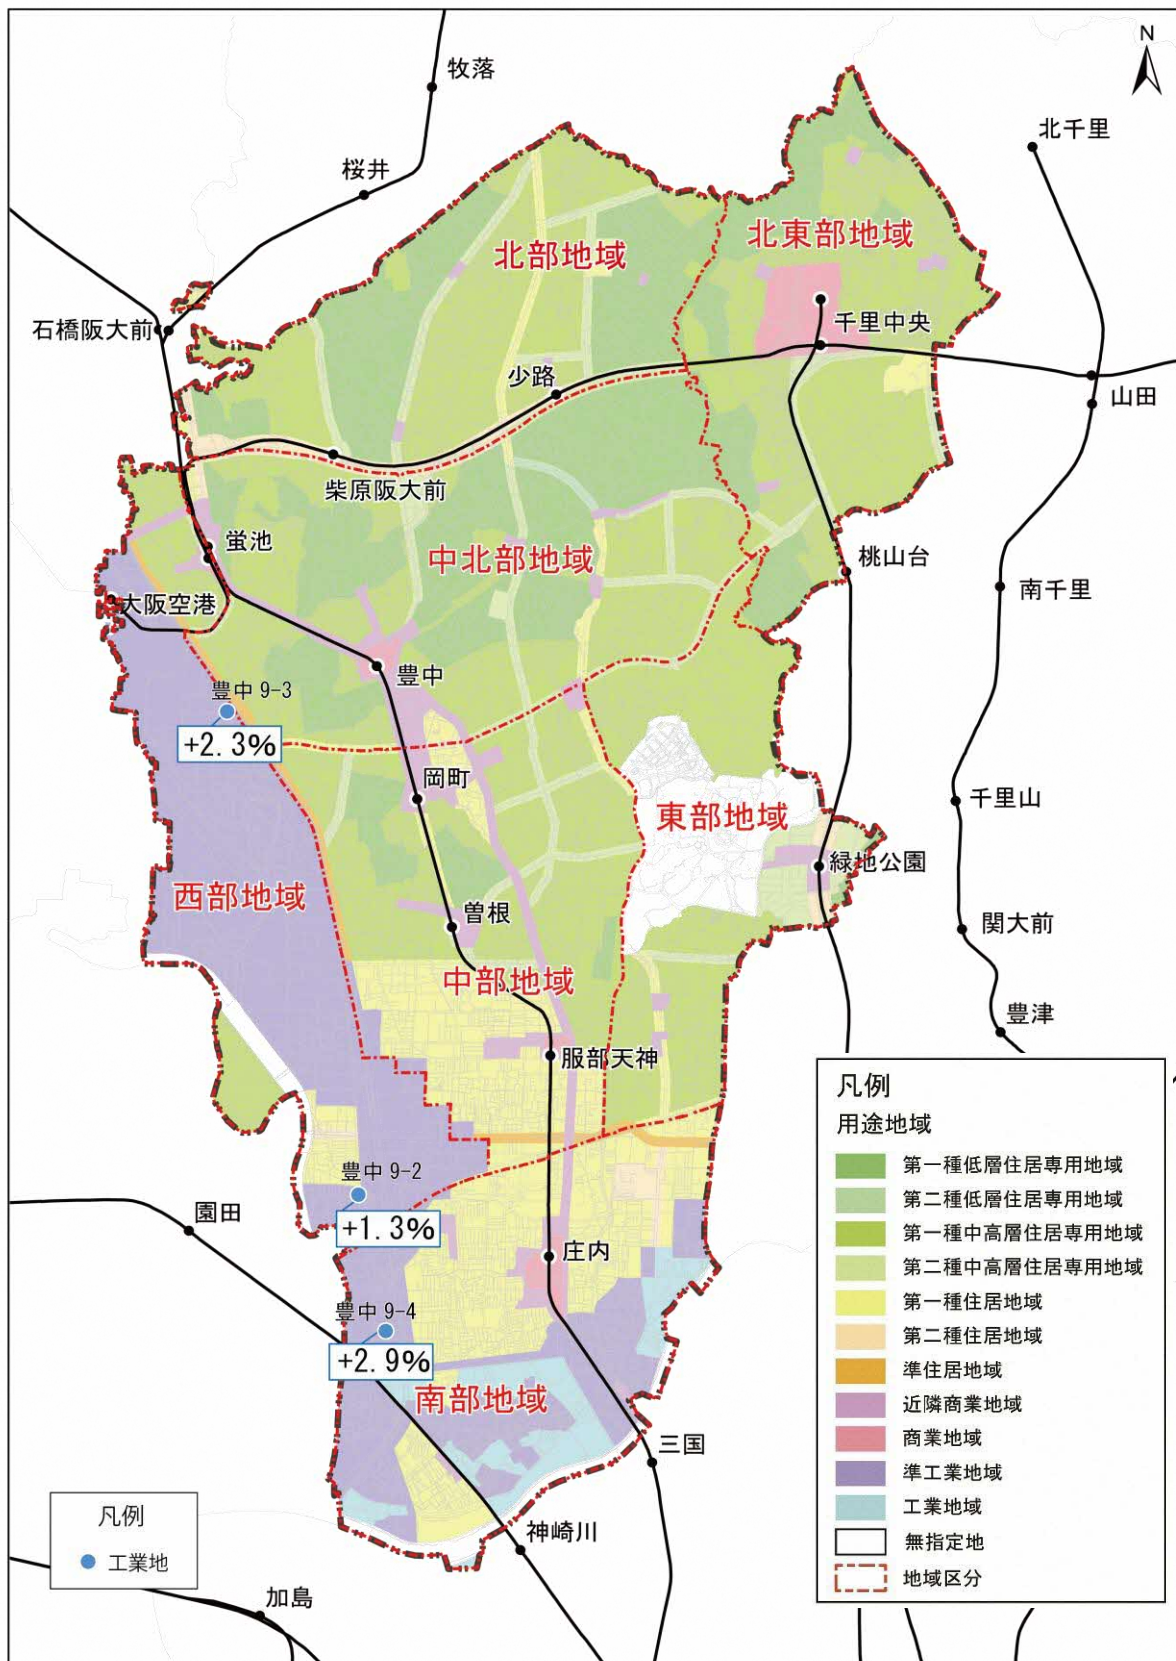 N
牧落
北千里
桜井
北部地域
北東部地域
石橋阪大前
千里中央
少路
山田
柴原阪大前
蛍池
中北部地域
桃山台
大阪空港
南千里
豊中
豊中 9-3
+2.3%
岡町
千里山
東部地域
緑地公園
西部地域
曽根
関大前
中部地域
豊津
服部天神
豊中 9-2
+1.3%
園田
庄内
豊中 9-4
+2.9%
南部地域
三国
神崎川
加島
凡例
用途地域
第一種低層住居専用地域
第二種低層住居専用地域
第一種中高層住居専用地域
第二種中高層住居専用地域
第一種住居地域
第二種住居地域
準住居地域
近隣商業地域
商業地域
準工業地域
工業地域
無指定地
地域区分
凡例
工業地